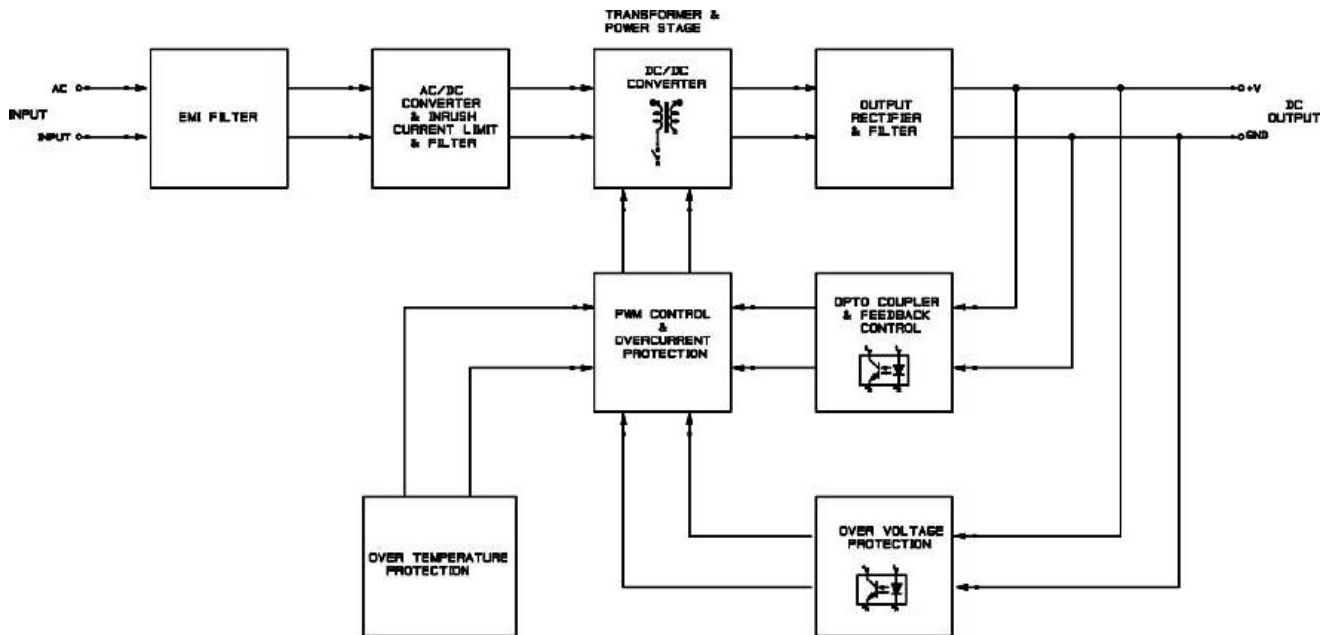 TRANSFORMER &
POWER STAGE
AC
INPUT
INPUT
EMI FILTER
AC/DC
CONVERTER
& INRUSH
CURRENT LIMIT
& FILTER
DC/DC
CONVERTER
OUTPUT
RECTIFIER
& FILTER
+V
DC
OUTPUT
GND
PWM CONTROL
&
OVERCURRENT
PROTECTION
OPTO COUPLER
& FEEDBACK
CONTROL
OVER TEMPERATURE
PROTECTION
OVER VOLTAGE
PROTECTION